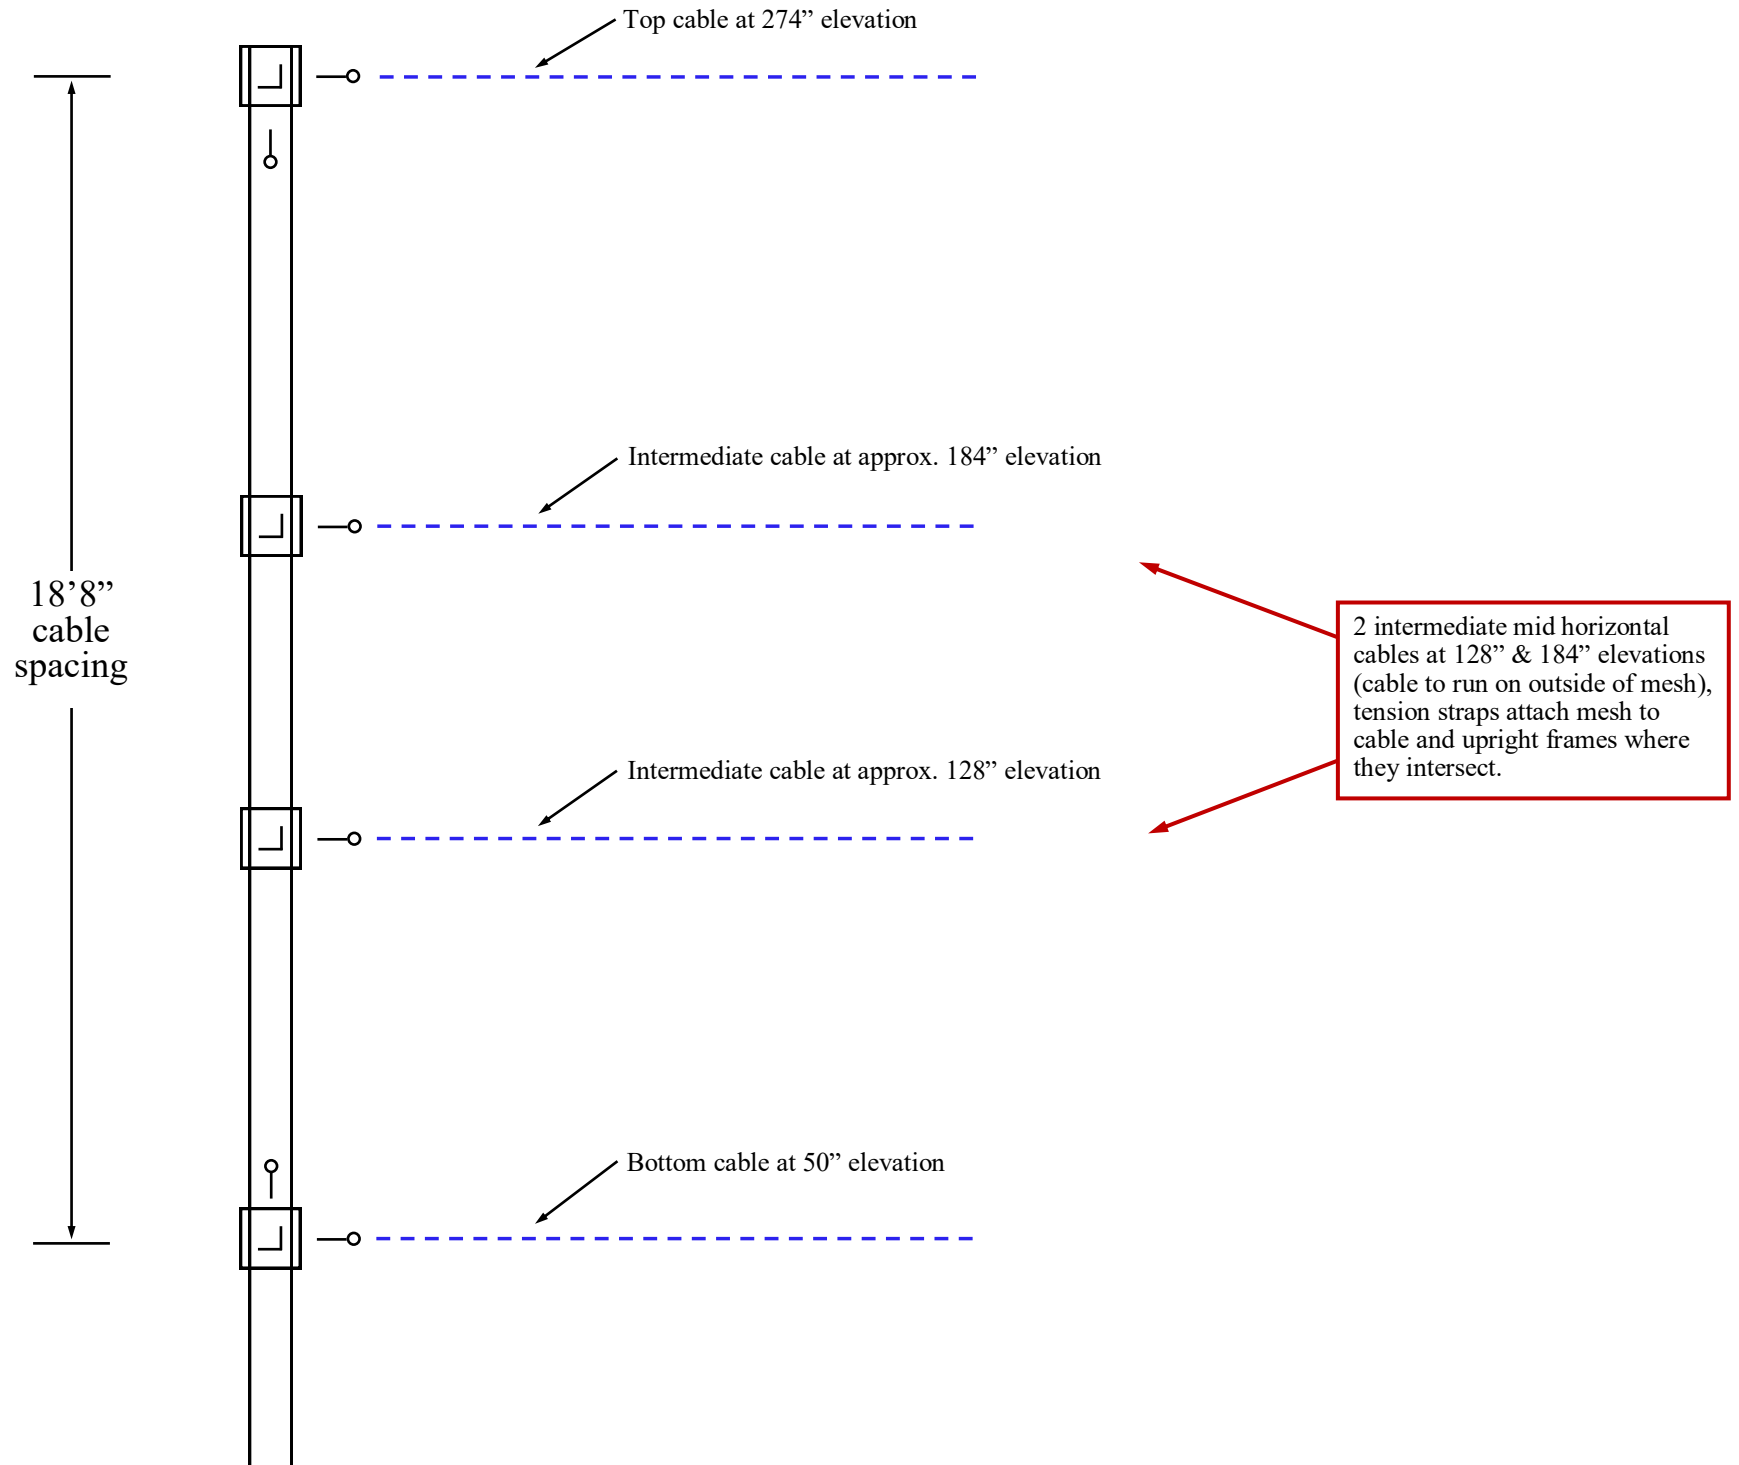 Top cable at 274” elevation
Intermediate cable at approx. 184” elevation
18’8”
cable
spacing
2 intermediate mid horizontal
cables at 128” & 184” elevations
(cable to run on outside of mesh),
tension straps attach mesh to
cable and upright frames where
they intersect.
Intermediate cable at approx. 128” elevation
Bottom cable at 50” elevation